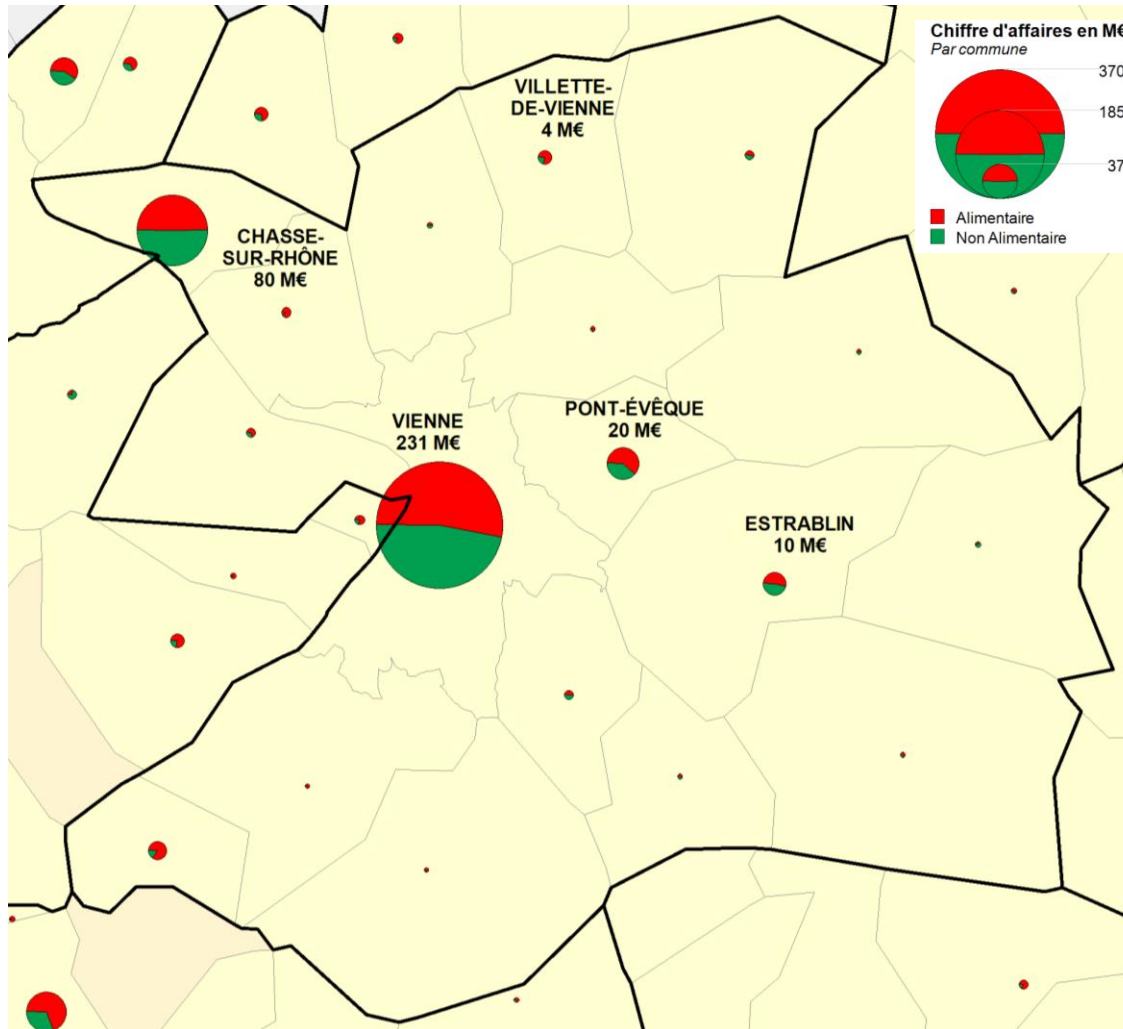 Chiffre d'affaires en M€
Par commune
370
185
37
Alimentaire
Non Alimentaire
VILLETTE-
DE-VIENNE
4 M€
CHASSE-
SUR-RHÔNE
80 M€
VIENNE
231 M€
PONT-ÉVÊQUE
20 M€
ESTRABLIN
10 M€